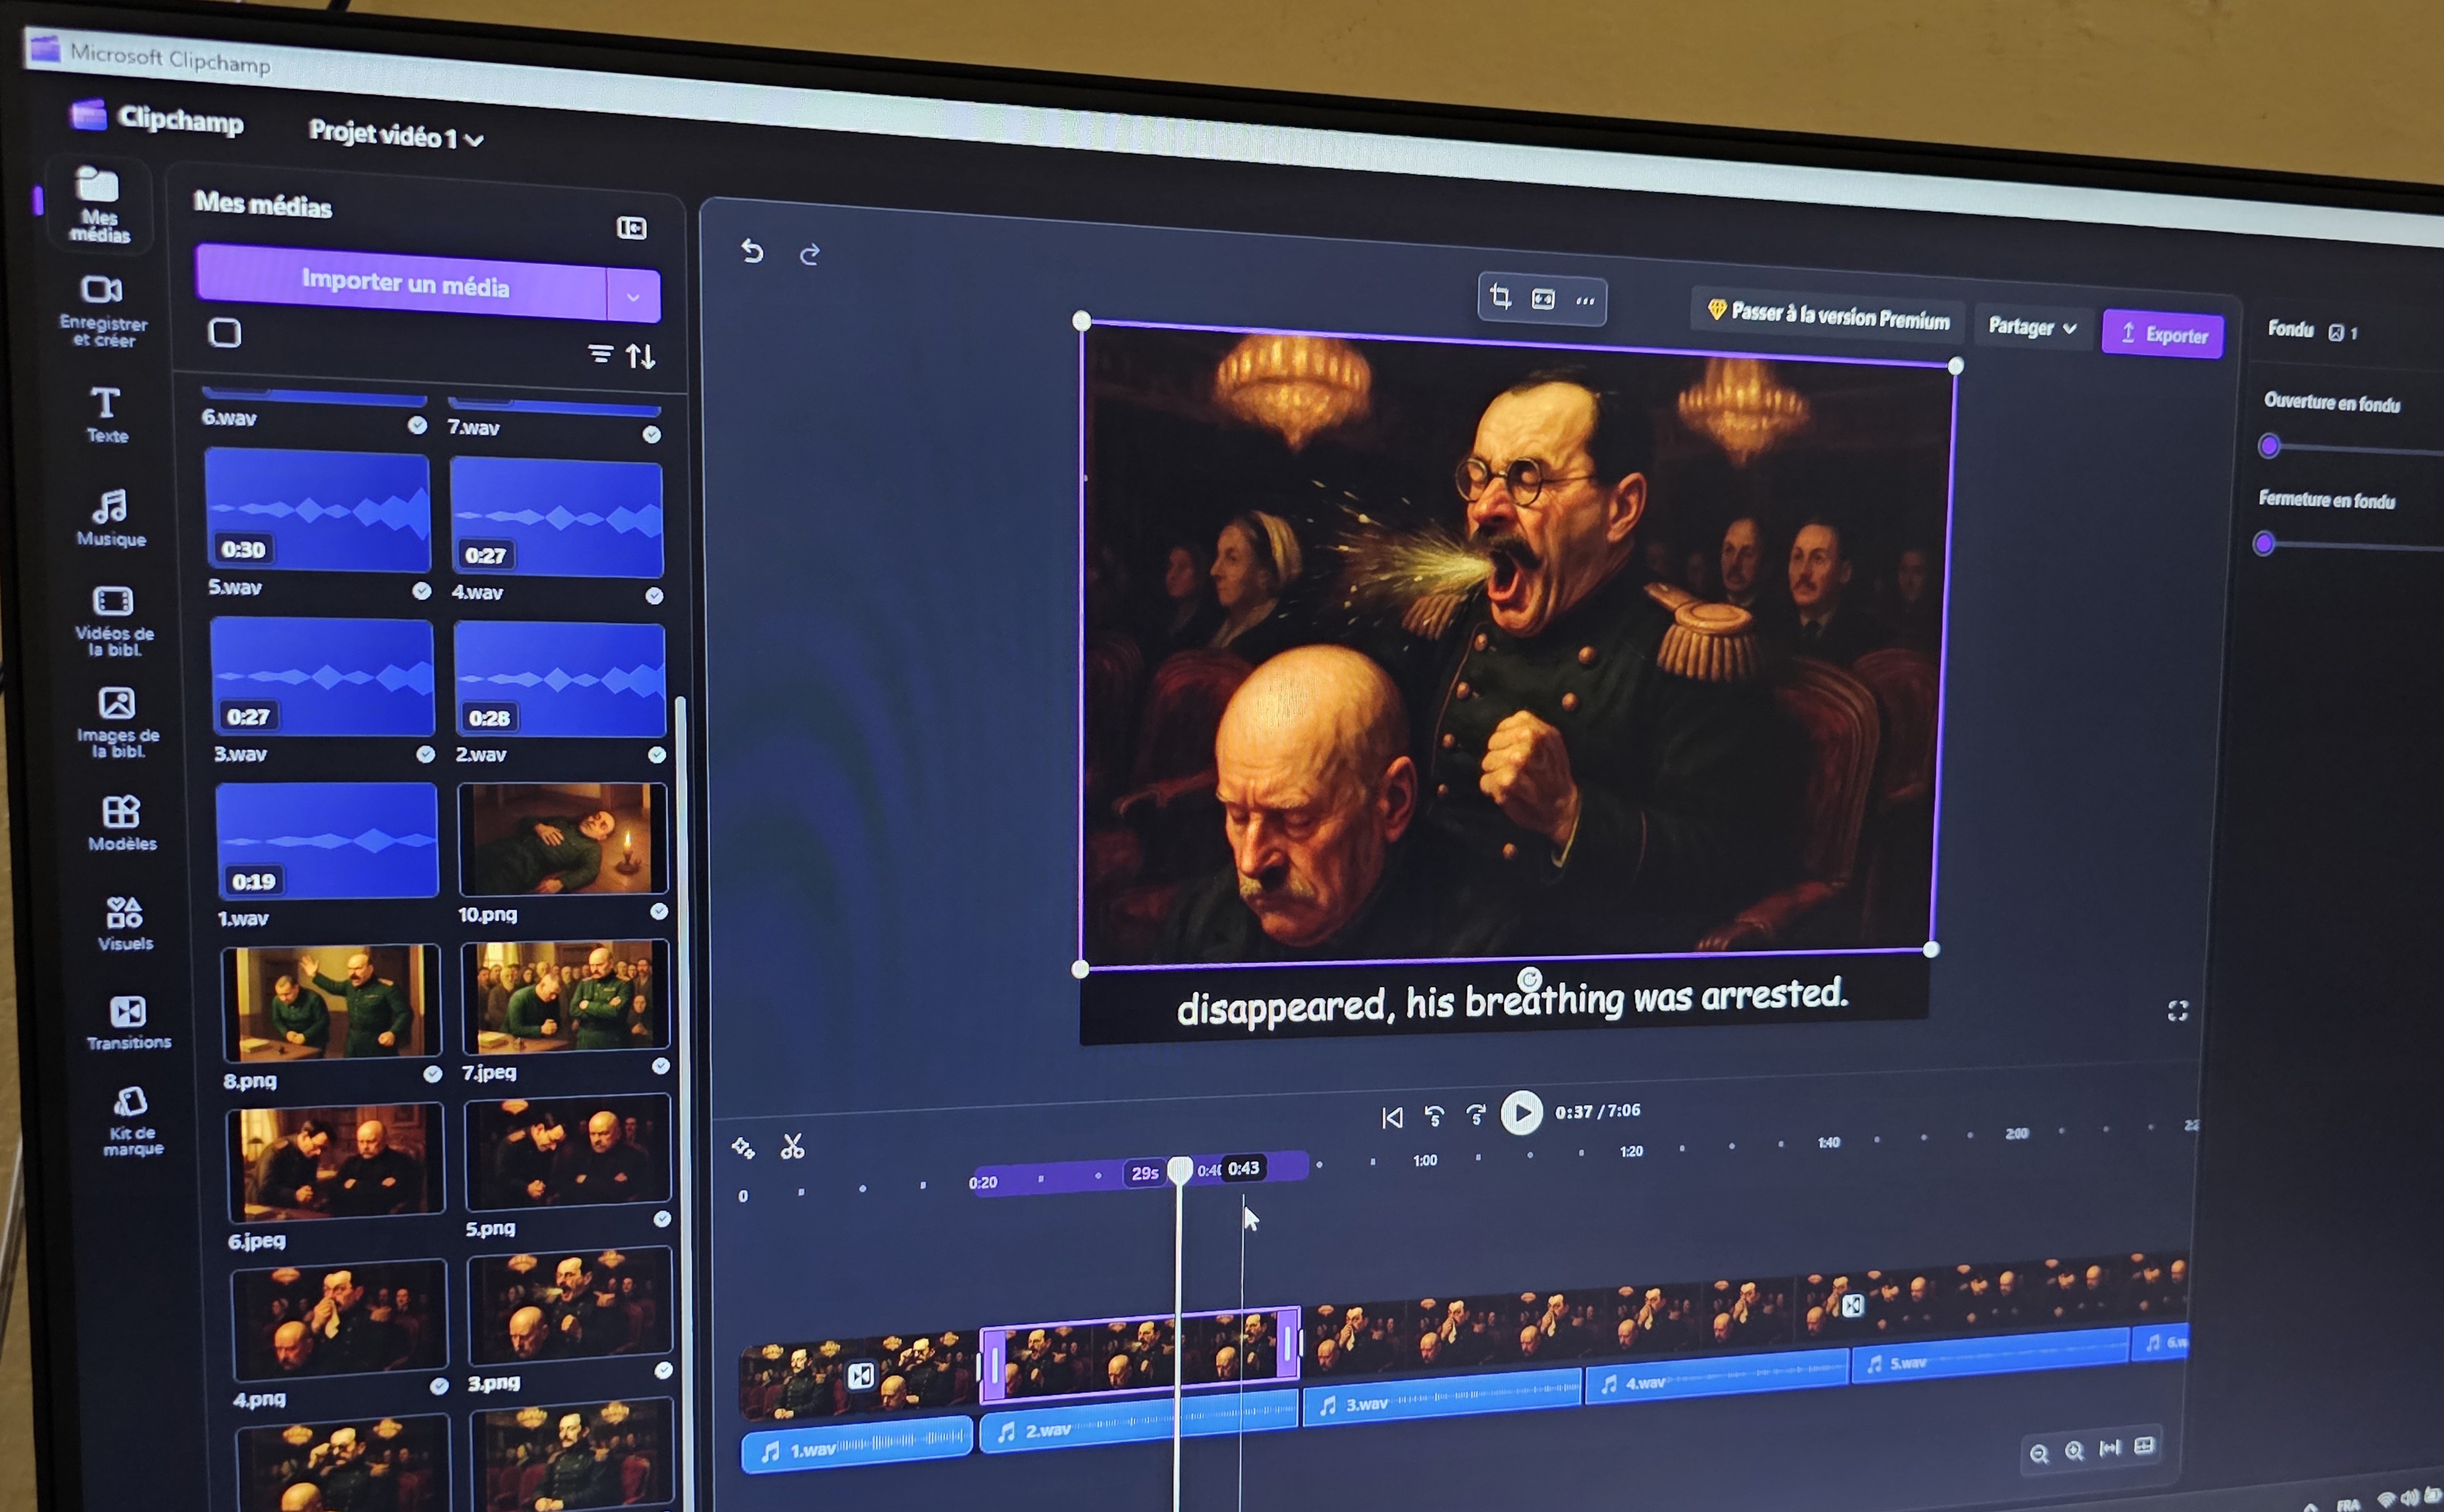 Microsoft Clipchamp
Clipchamp
Projet vidéo 1
Mes
médias
Enregistrer
et créer
Texte
Musique
Vidéos de
la bibl.
Images de
la bibl.
Modèles
Visuels
Transitions
Kit de
marque
Mes médias
Importer un média
6.wav
7.wav
0:30
0:27
5.wav
4.wav
0:27
0:28
3.wav
2.wav
0:19
1.wav
10.png
8.png
7.jpeg
6.jpeg
5.png
4.png
3.png
Passer à la version Premium
Partager
Exporter
Fondu 1
Ouverture en fondu
Fermeture en fondu
disappeared, his breathing was arrested.
5
5
0:37 / 7:06
0
0:20
29s
0:43
1:00
1:20
1:40
2:00
1.wav
2.wav
3.wav
4.wav
5.wav
FRA